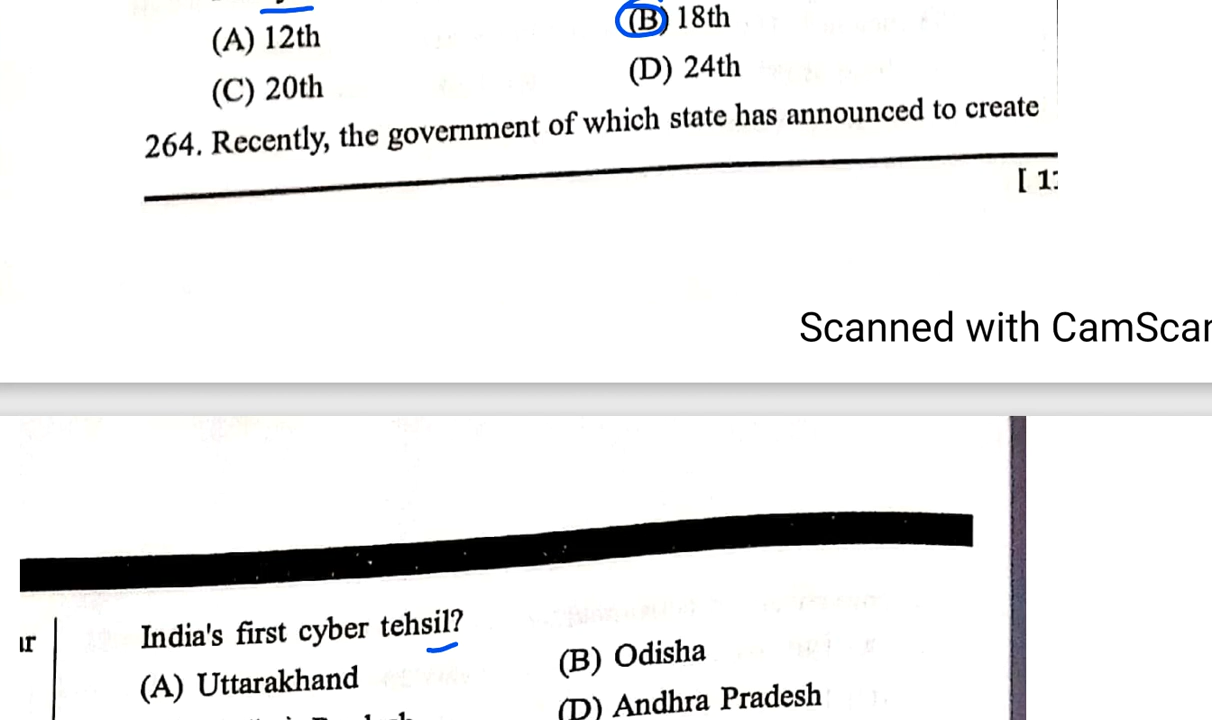 (A) 12th
(B) 18th
(C) 20th
(D) 24th
264. Recently, the government of which state has announced to create
[ 1
Scanned with CamScan
India's first cyber tehsil?
(A) Uttarakhand
(B) Odisha
(D) Andhra Pradesh